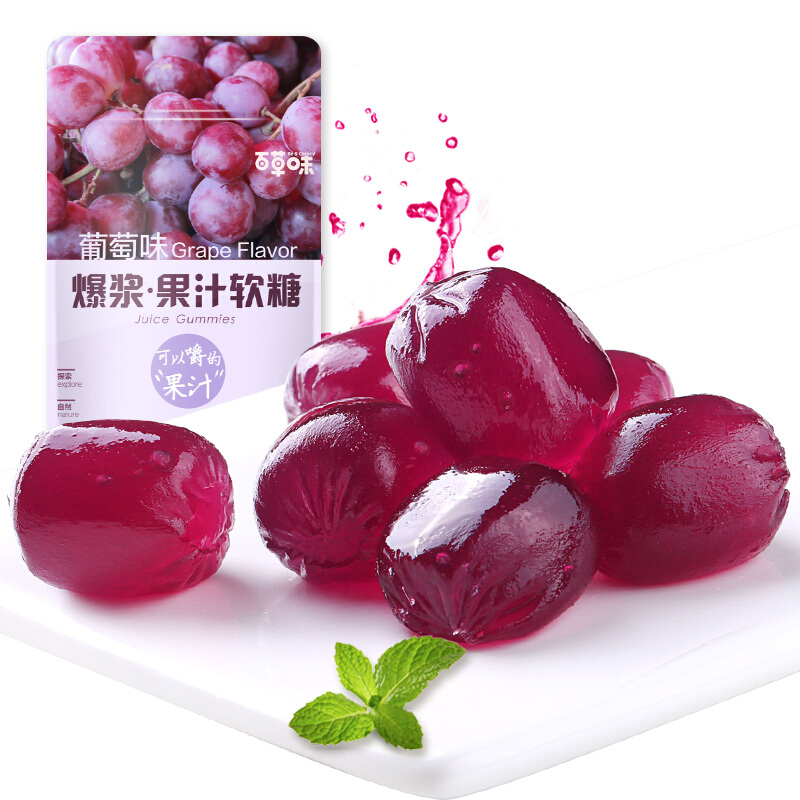 百草味
葡萄味Grape Flavor
爆浆·果汁软糖
Juice Gummies
可以嚼的
"果汁"
探索
explore
自然
nature